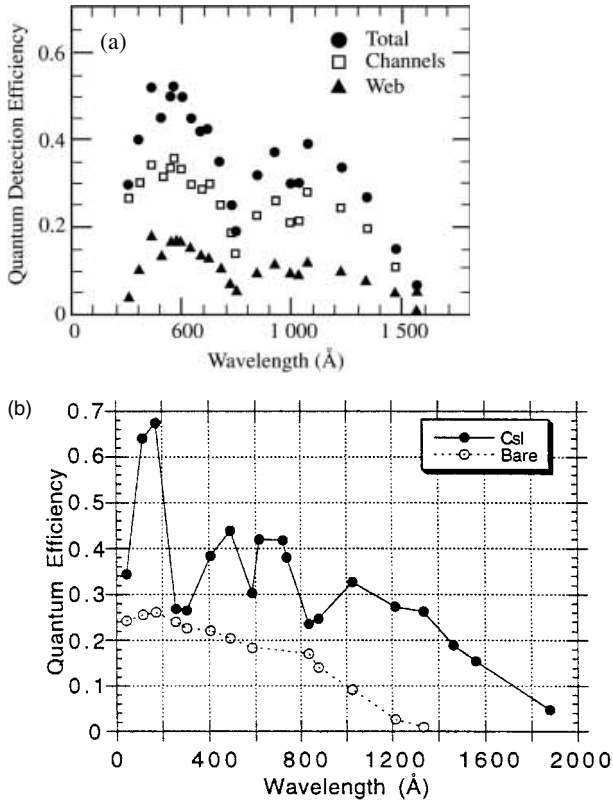 (a)
Total
Channels
Web
Quantum Detection Efficiency
0.6
0.4
0.2
0
0 600 1 000 1 500
Wavelength (Å)
(b)
CsI
Bare
Quantum Efficiency
0.7
0.6
0.5
0.4
0.3
0.2
0.1
0
0 400 800 1200 1600 2000
Wavelength (Å)